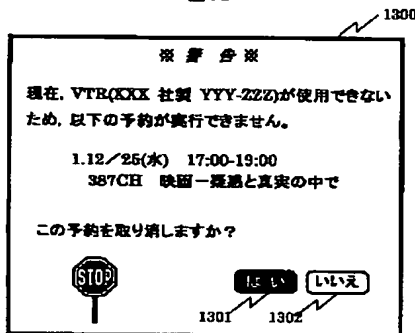 1300
※ 警 告 ※
現在, VTR(XXX 社製 YYY-ZZZ)が使用できない
ため, 以下の予約が実行できません。
1.12/25(水) 17:00-19:00
387CH 映画－疑惑と真実の中で
この予約を取り消しますか?
STOP
はい いいえ
1301 1302